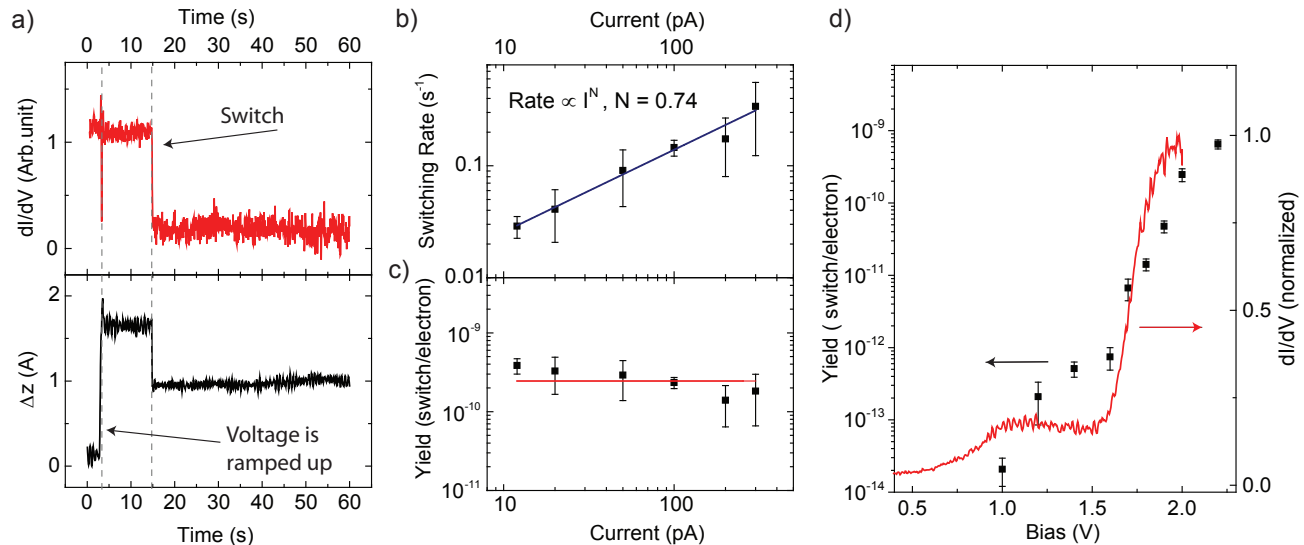 a)
Time (s)
0 10 20 30 40 50 60
dI/dV (Arb.unit)
1
0
Switch
Δz (A)
2
1
0
Voltage is
ramped up
0 10 20 30 40 50 60
Time (s)
b)
Current (pA)
10 100
Switching Rate (s⁻¹)
Rate ∝ Iᴺ , N = 0.74
0.1
0.01
c)
Yield (switch/electron)
10⁻⁹
10⁻¹⁰
10⁻¹¹
10 100
Current (pA)
d)
Yield ( switch/electron)
10⁻⁹
10⁻¹⁰
10⁻¹¹
10⁻¹²
10⁻¹³
10⁻¹⁴
1.0
0.5
0.0
dI/dV (normalized)
0.5 1.0 1.5 2.0
Bias (V)